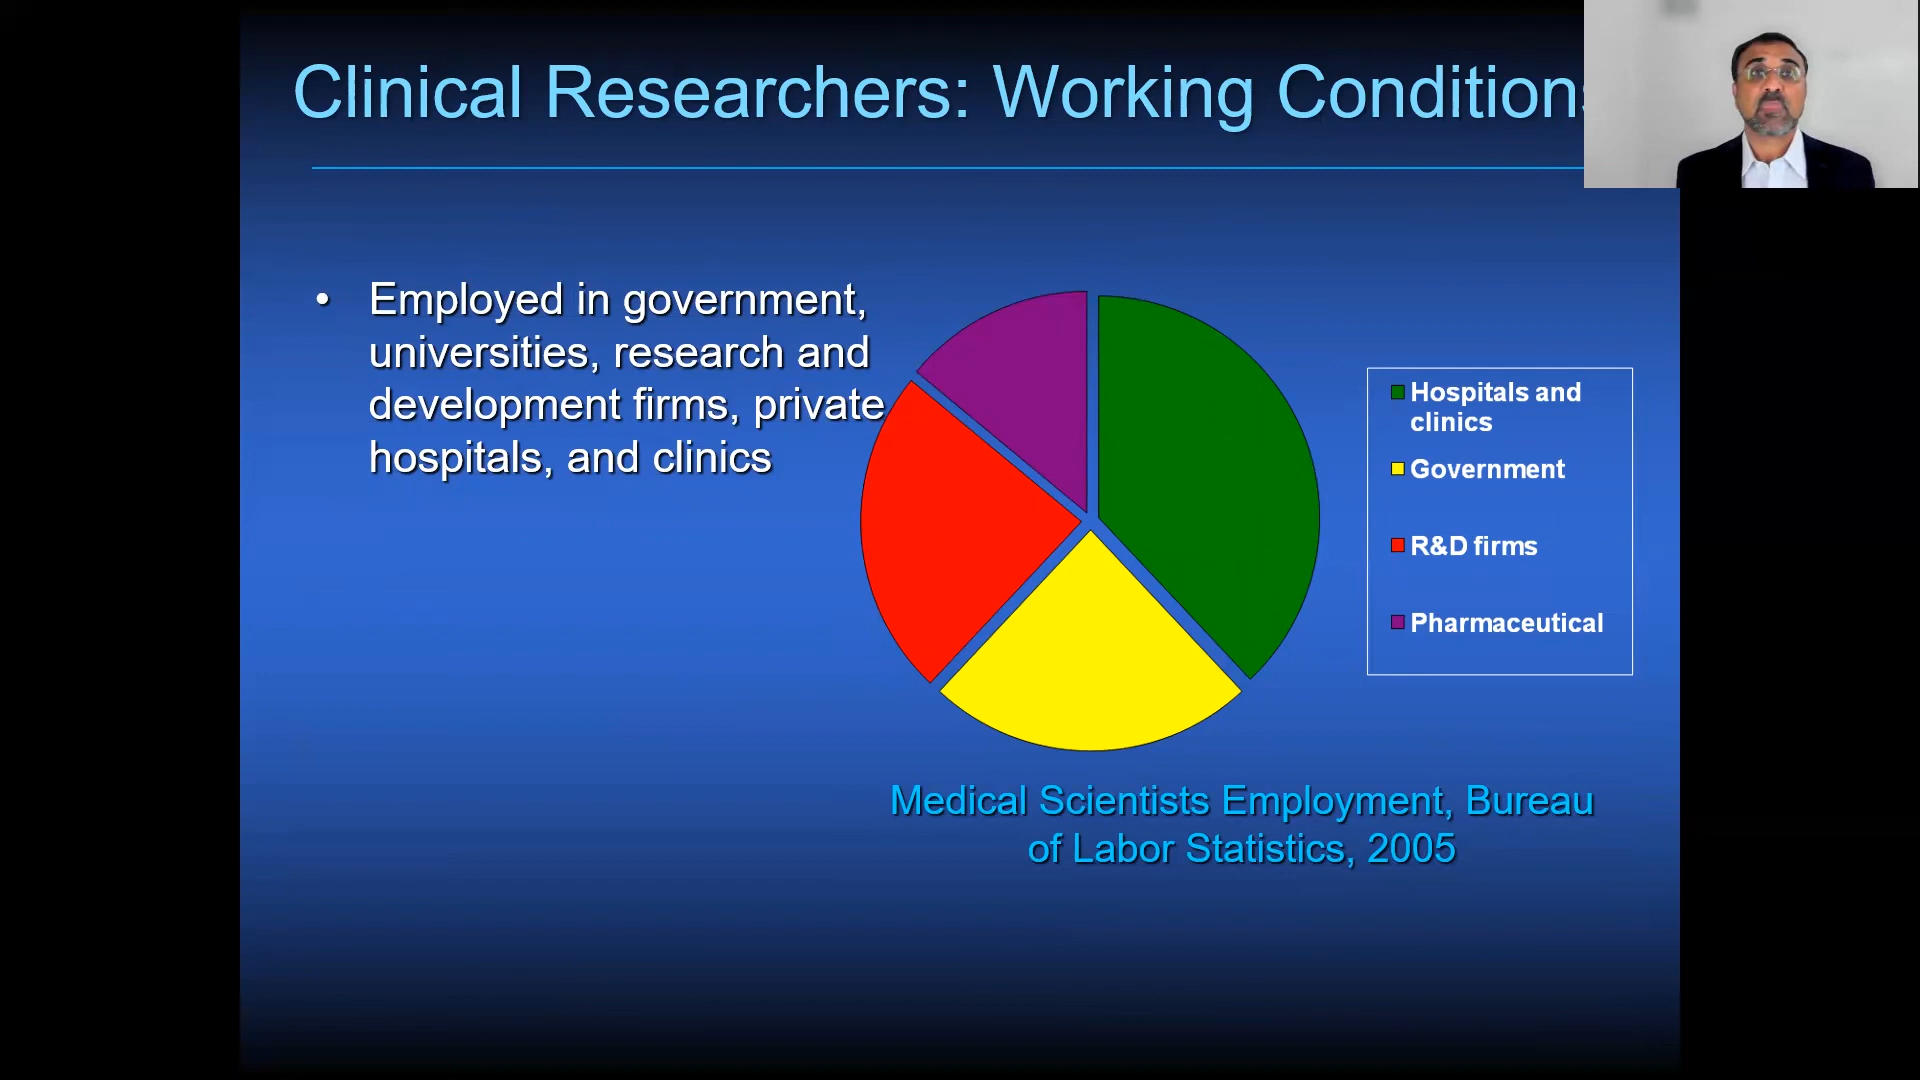 Clinical Researchers: Working Conditions
• Employed in government,
universities, research and
development firms, private
hospitals, and clinics
Hospitals and
clinics
Government
R&D firms
Pharmaceutical
Medical Scientists Employment, Bureau
of Labor Statistics, 2005